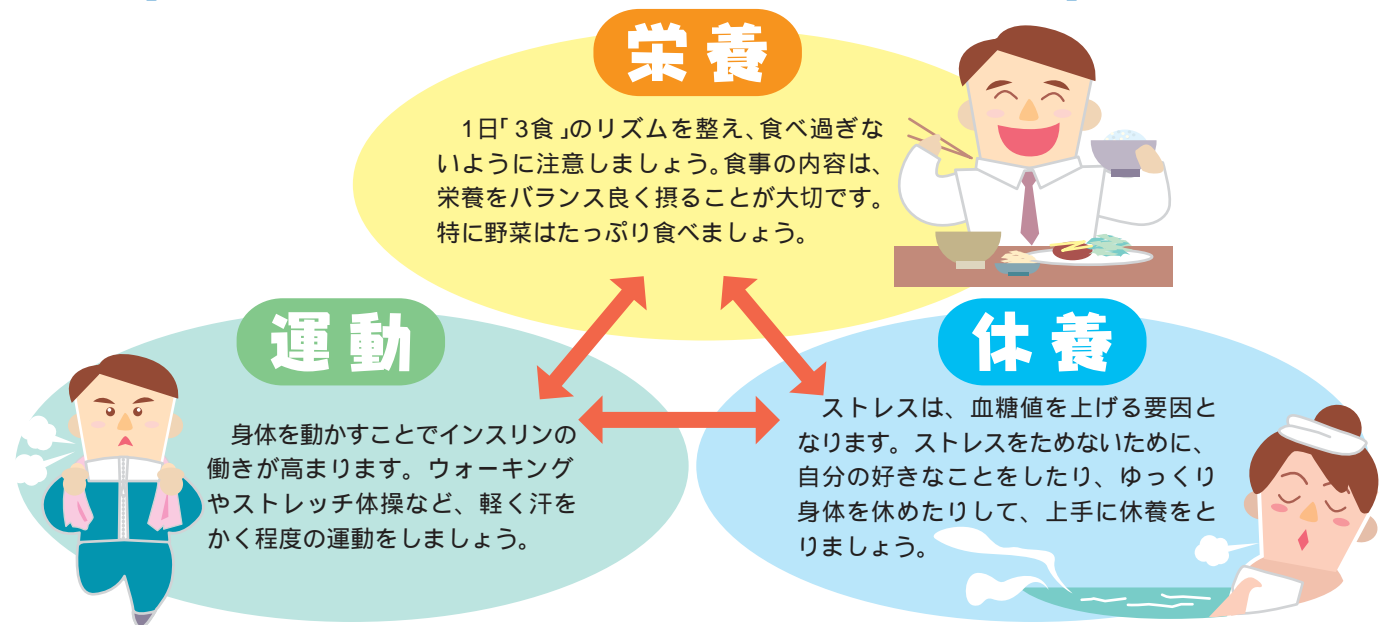 栄養
1日「3食」のリズムを整え、食べ過ぎな
いように注意しましょう。食事の内容は、
栄養をバランス良く摂ることが大切です。
特に野菜はたっぷり食べましょう。
運動
身体を動かすことでインスリンの
働きが高まります。ウォーキング
やストレッチ体操など、軽く汗を
かく程度の運動をしましょう。
休養
ストレスは、血糖値を上げる要因と
なります。ストレスをためないために、
自分の好きなことをしたり、ゆっくり
身体を休めたりして、上手に休養をと
りましょう。